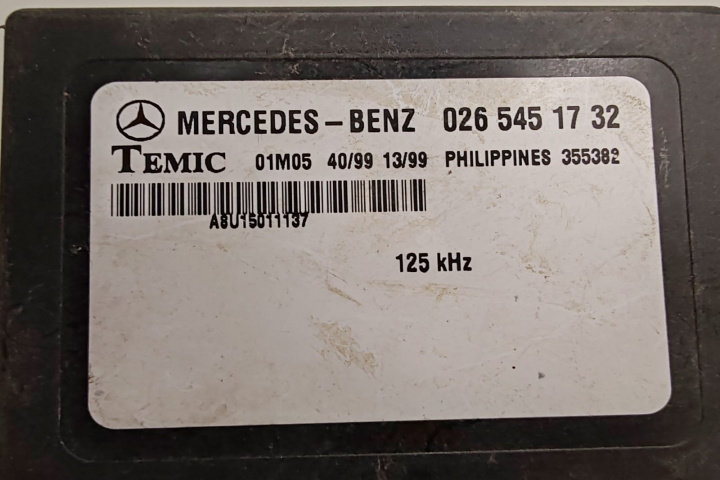 MERCEDES-BENZ 026 545 17 32
TEMIC 01M05 40/99 13/99 PHILIPPINES 355382
A8U15011137
125 kHz